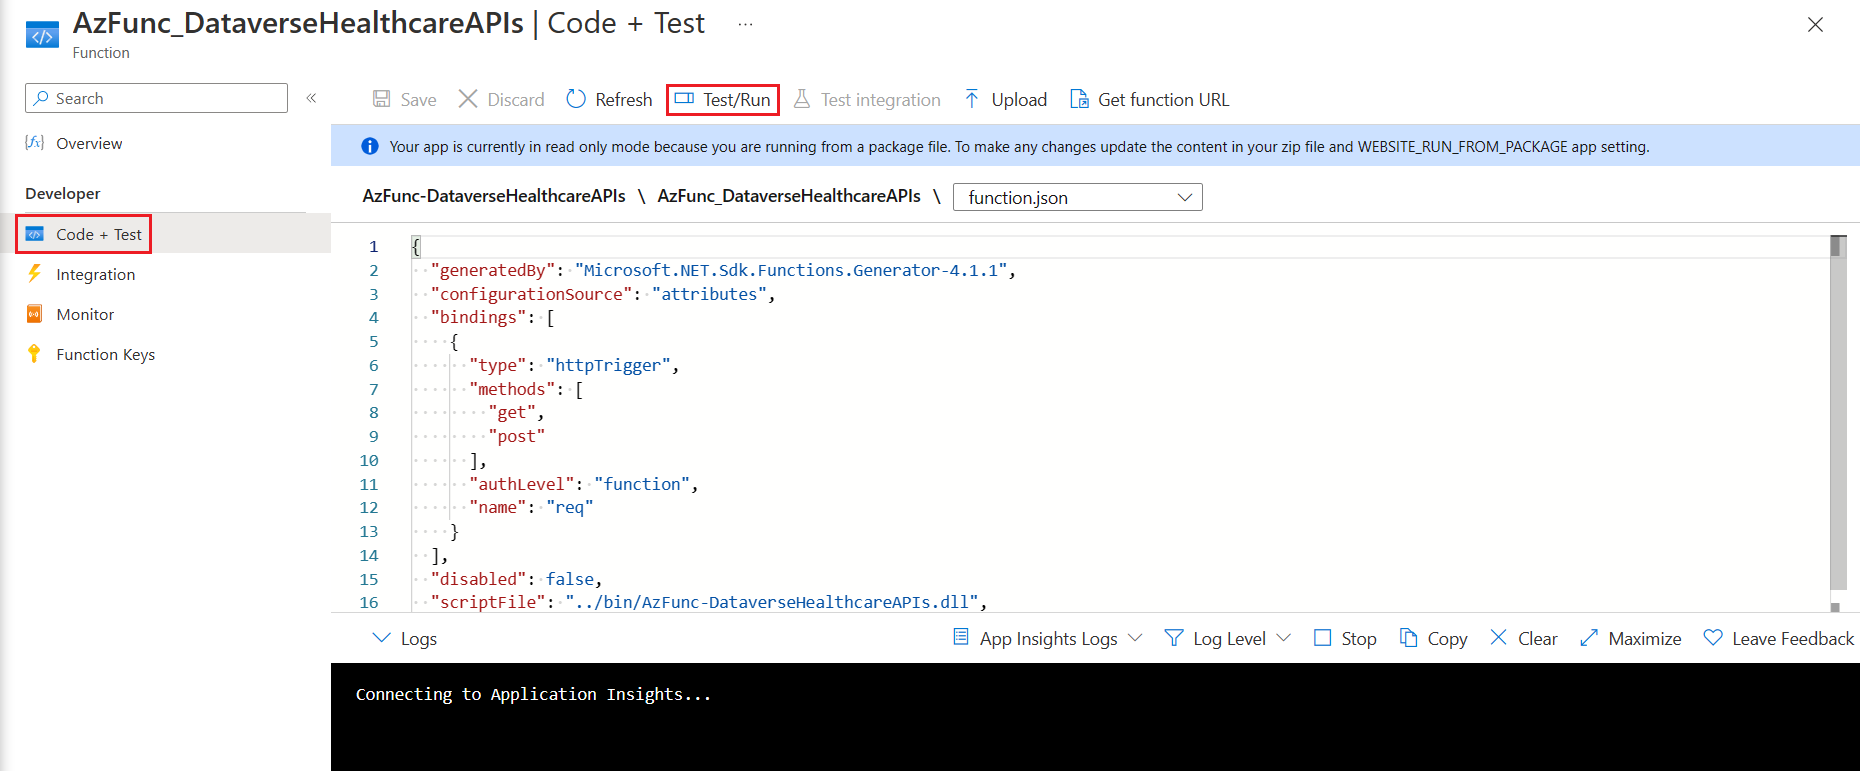 AzFunc_DataverseHealthcareAPIs | Code + Test ...
Function
Search «
Overview
Developer
Code + Test
Integration
Monitor
Function Keys
Save Discard Refresh Test/Run Test integration Upload Get function URL
Your app is currently in read only mode because you are running from a package file. To make any changes update the content in your zip file and WEBSITE_RUN_FROM_PACKAGE app setting.
AzFunc-DataverseHealthcareAPIs \ AzFunc_DataverseHealthcareAPIs \ function.json
1 {
2 "generatedBy": "Microsoft.NET.Sdk.Functions.Generator-4.1.1",
3 "configurationSource": "attributes",
4 "bindings": [
5 {
6 "type": "httpTrigger",
7 "methods": [
8 "get",
9 "post"
10 ],
11 "authLevel": "function",
12 "name": "req"
13 }
14 ],
15 "disabled": false,
16 "scriptFile": "../bin/AzFunc-DataverseHealthcareAPIs.dll",
Logs App Insights Logs Log Level Stop Copy Clear Maximize Leave Feedback
Connecting to Application Insights...